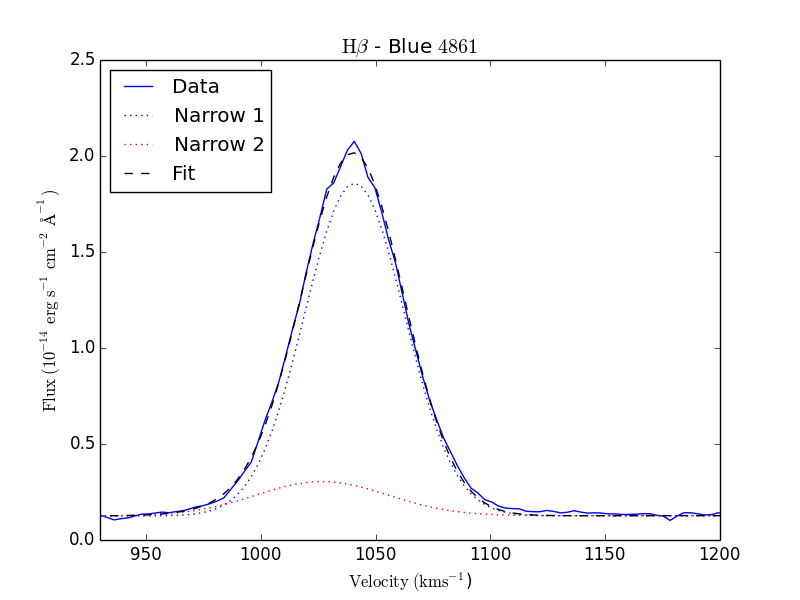 Hβ - Blue 4861
2.5
2.0
1.5
1.0
0.5
0.0
Flux (10⁻¹⁴ erg s⁻¹ cm⁻² Å⁻¹)
Data
Narrow 1
Narrow 2
Fit
950
1000
1050
1100
1150
1200
Velocity (kms⁻¹)